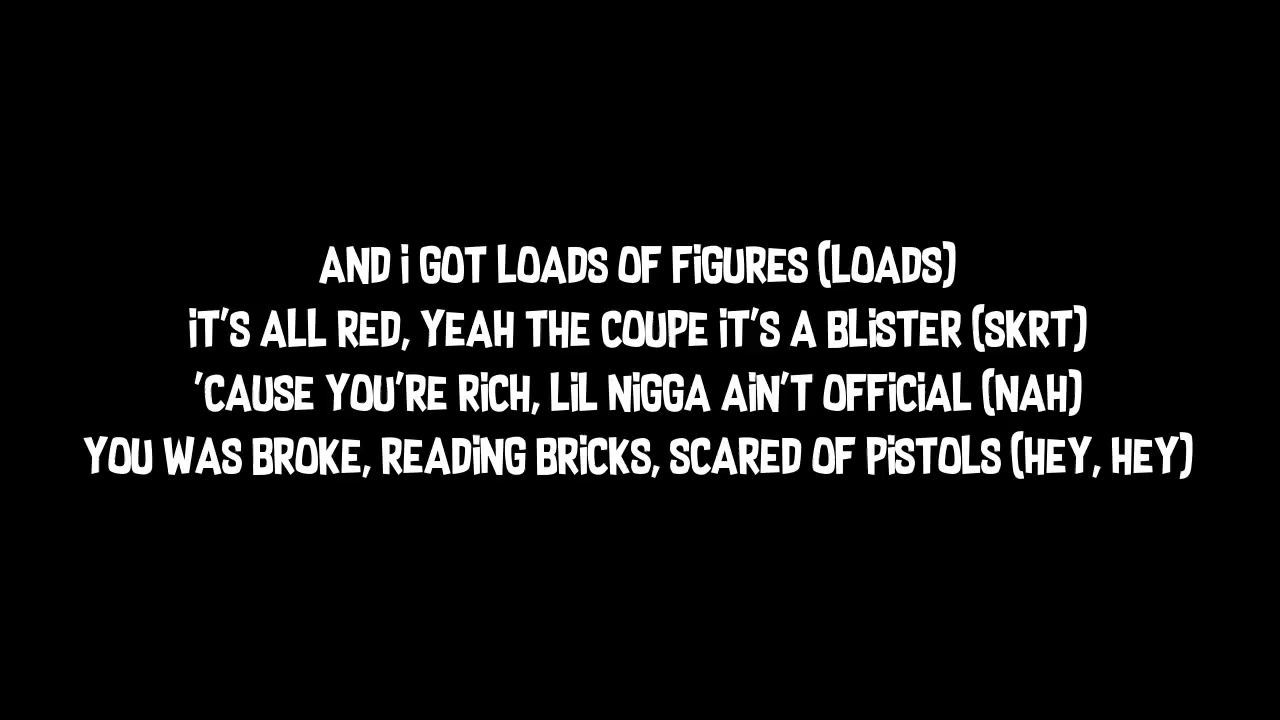 AND i GOT LOADS OF FiGURES (LOADS)
iT'S ALL RED, YEAH THE COUPE iT'S A BLiSTER (SKRT)
'CAUSE YOU'RE RiCH, LiL NiGGA AiN'T OFFiCiAL (NAH)
YOU WAS BROKE, READiNG BRiCKS, SCARED OF PiSTOLS (HEY, HEY)